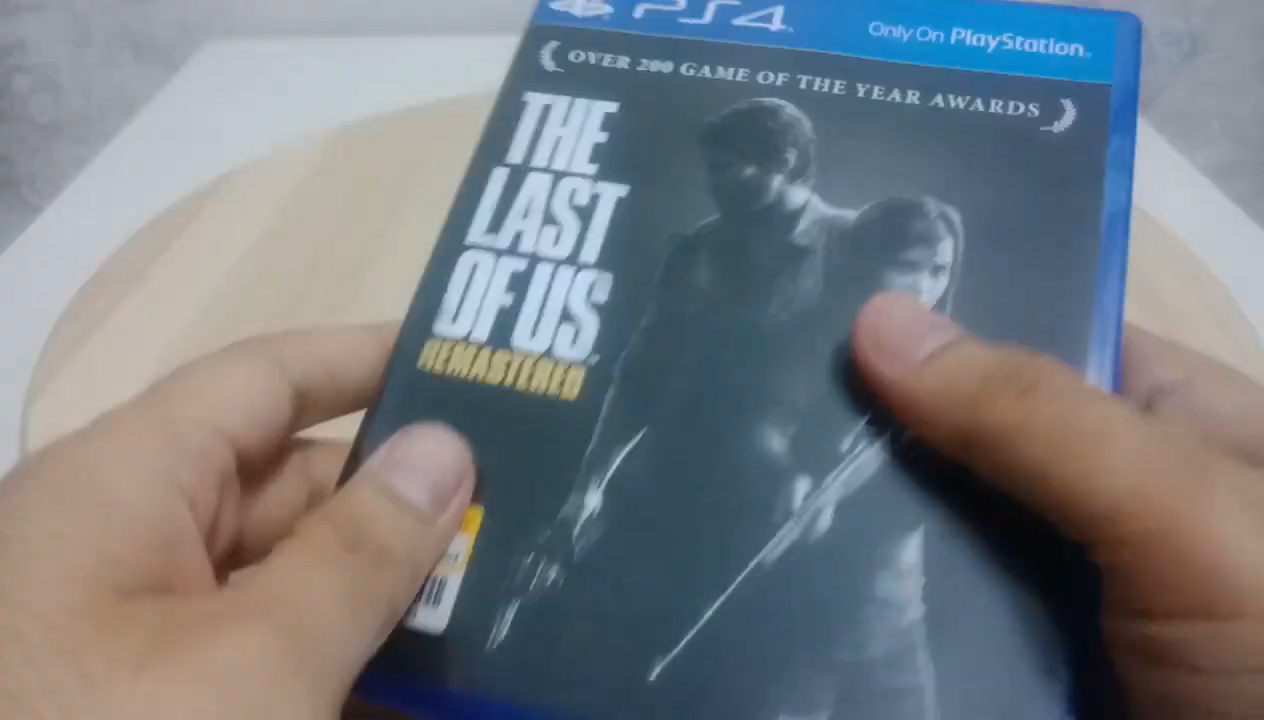 PS4
Only On PlayStation
OVER 200 GAME OF THE YEAR AWARDS
THE
LAST
OF US
REMASTERED